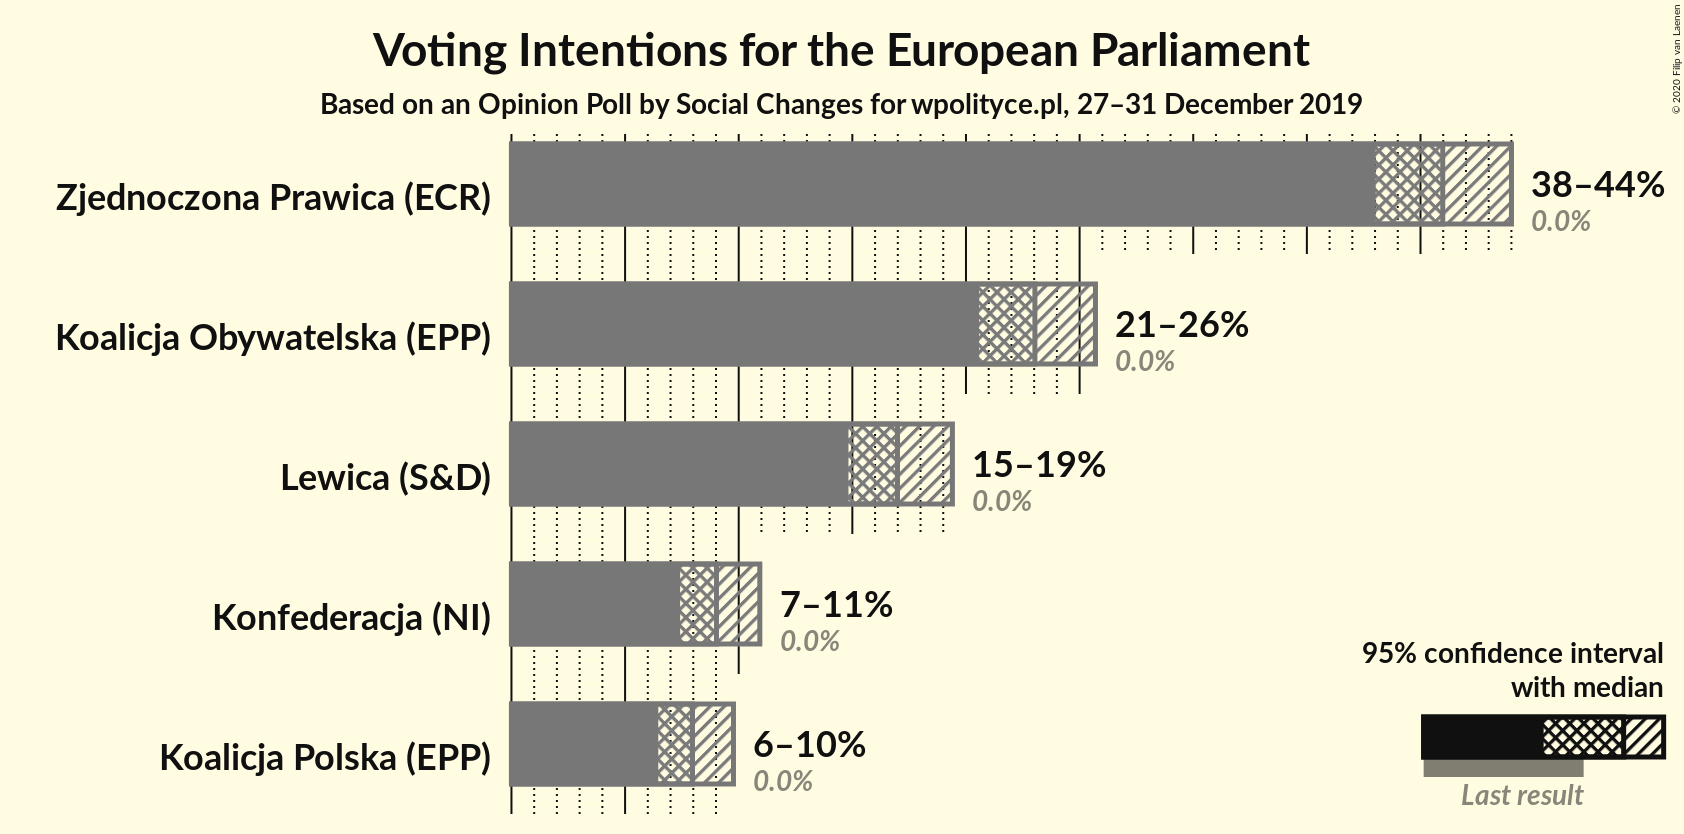 Voting Intentions for the European Parliament
Based on an Opinion Poll by Social Changes for wpolityce.pl, 27–31 December 2019
© 2020 Filip van Laenen
Zjednoczona Prawica (ECR)
38–44%
0.0%
Koalicja Obywatelska (EPP)
21–26%
0.0%
Lewica (S&D)
15–19%
0.0%
Konfederacja (NI)
7–11%
0.0%
Koalicja Polska (EPP)
6–10%
0.0%
95% confidence interval
with median
Last result